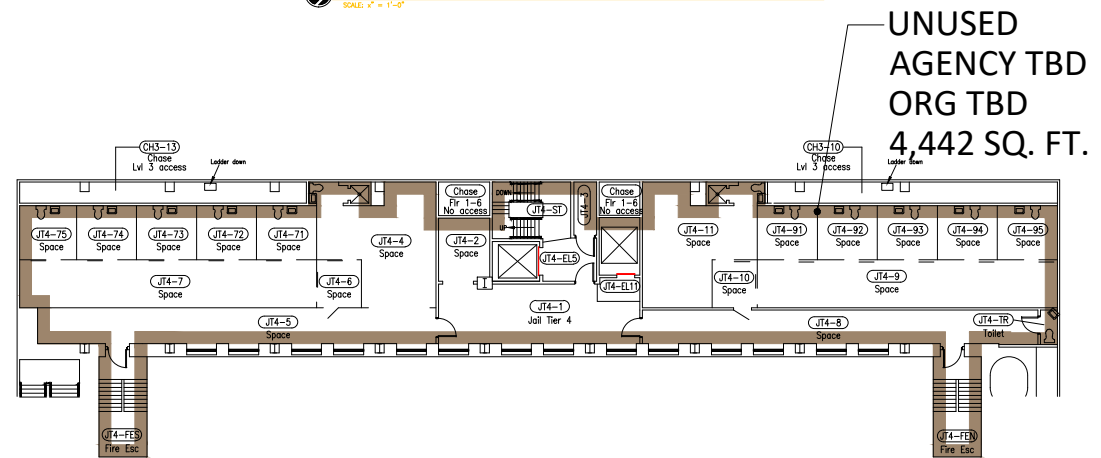 SCALE: x" = 1'-0"
UNUSED
AGENCY TBD
ORG TBD
4,442 SQ. FT.
CH3-13
Chase
Lvl 3 access
Ladder down
CH3-10
Chase
Lvl 3 access
Ladder down
Chase
Flr 1-6
No access
DOWN
UP
JT4-ST
JT4-3
Chase
Flr 1-6
No access
JT4-75
Space
JT4-74
Space
JT4-73
Space
JT4-72
Space
JT4-71
Space
JT4-4
Space
JT4-2
Space
JT4-EL5
JT4-11
Space
JT4-91
Space
JT4-92
Space
JT4-93
Space
JT4-94
Space
JT4-95
Space
JT4-7
Space
JT4-6
Space
I
JT4-EL11
JT4-10
Space
JT4-9
Space
JT4-1
Jail Tier 4
JT4-5
Space
JT4-8
Space
JT4-TR
Toilet
JT4-FES
Fire Esc
JT4-FEN
Fire Esc